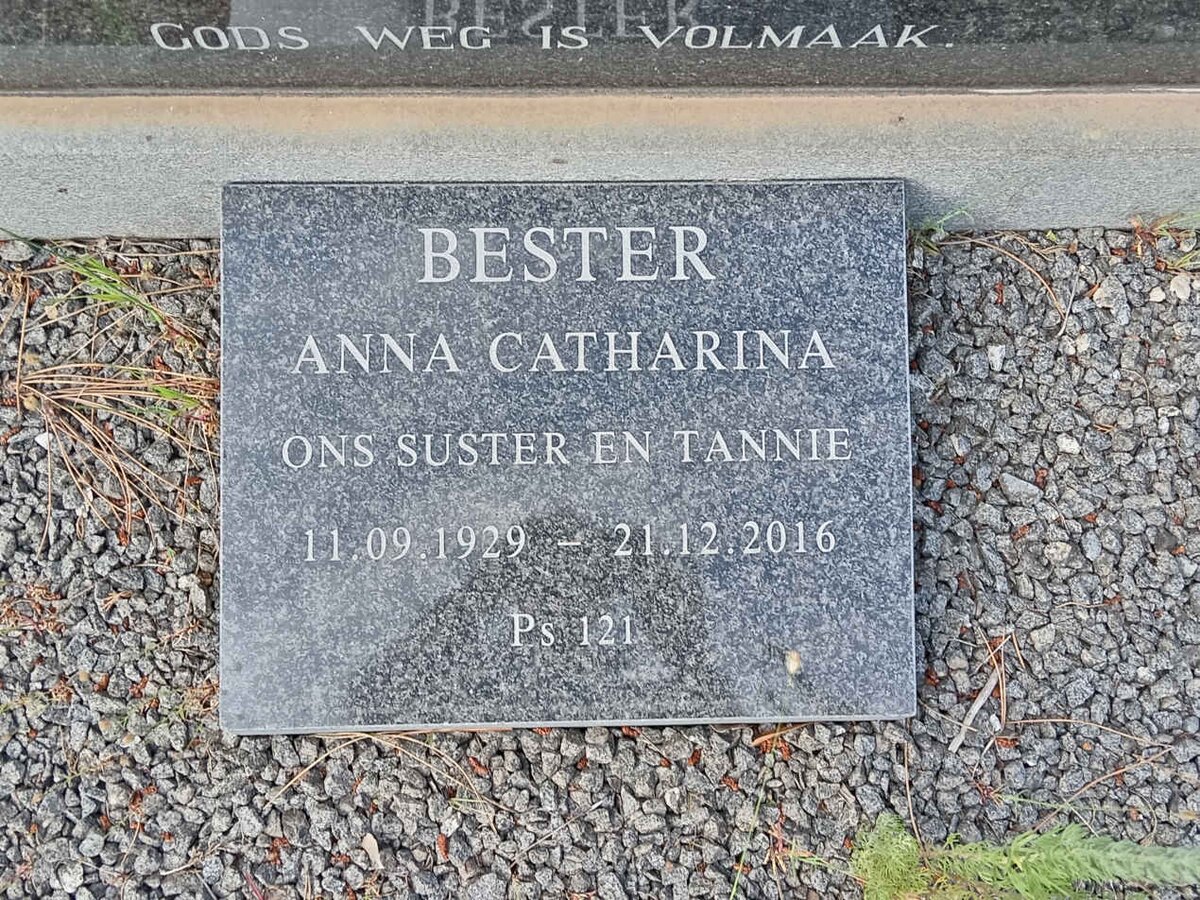 GODS WEG IS VOLMAAK.
BESTER
ANNA CATHARINA
ONS SUSTER EN TANNIE
11.09.1929 – 21.12.2016
Ps 121